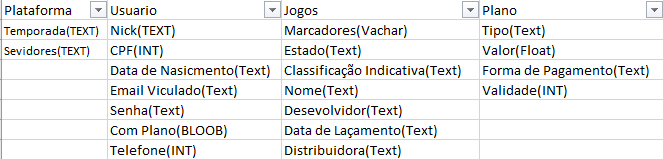 Plataforma Usuario Jogos Plano
Temporada(TEXT) Nick(TEXT) Marcadores(Vachar) Tipo(Text)
Sevidores(TEXT) CPF(INT) Estado(Text) Valor(Float)
Data de Nasicmento(Text) Classificação Indicativa(Text) Forma de Pagamento(Text)
Email Viculado(Text) Nome(Text) Validade(INT)
Senha(Text) Desevolvidor(Text)
Com Plano(BLOOB) Data de Laçamento(Text)
Telefone(INT) Distribuidora(Text)